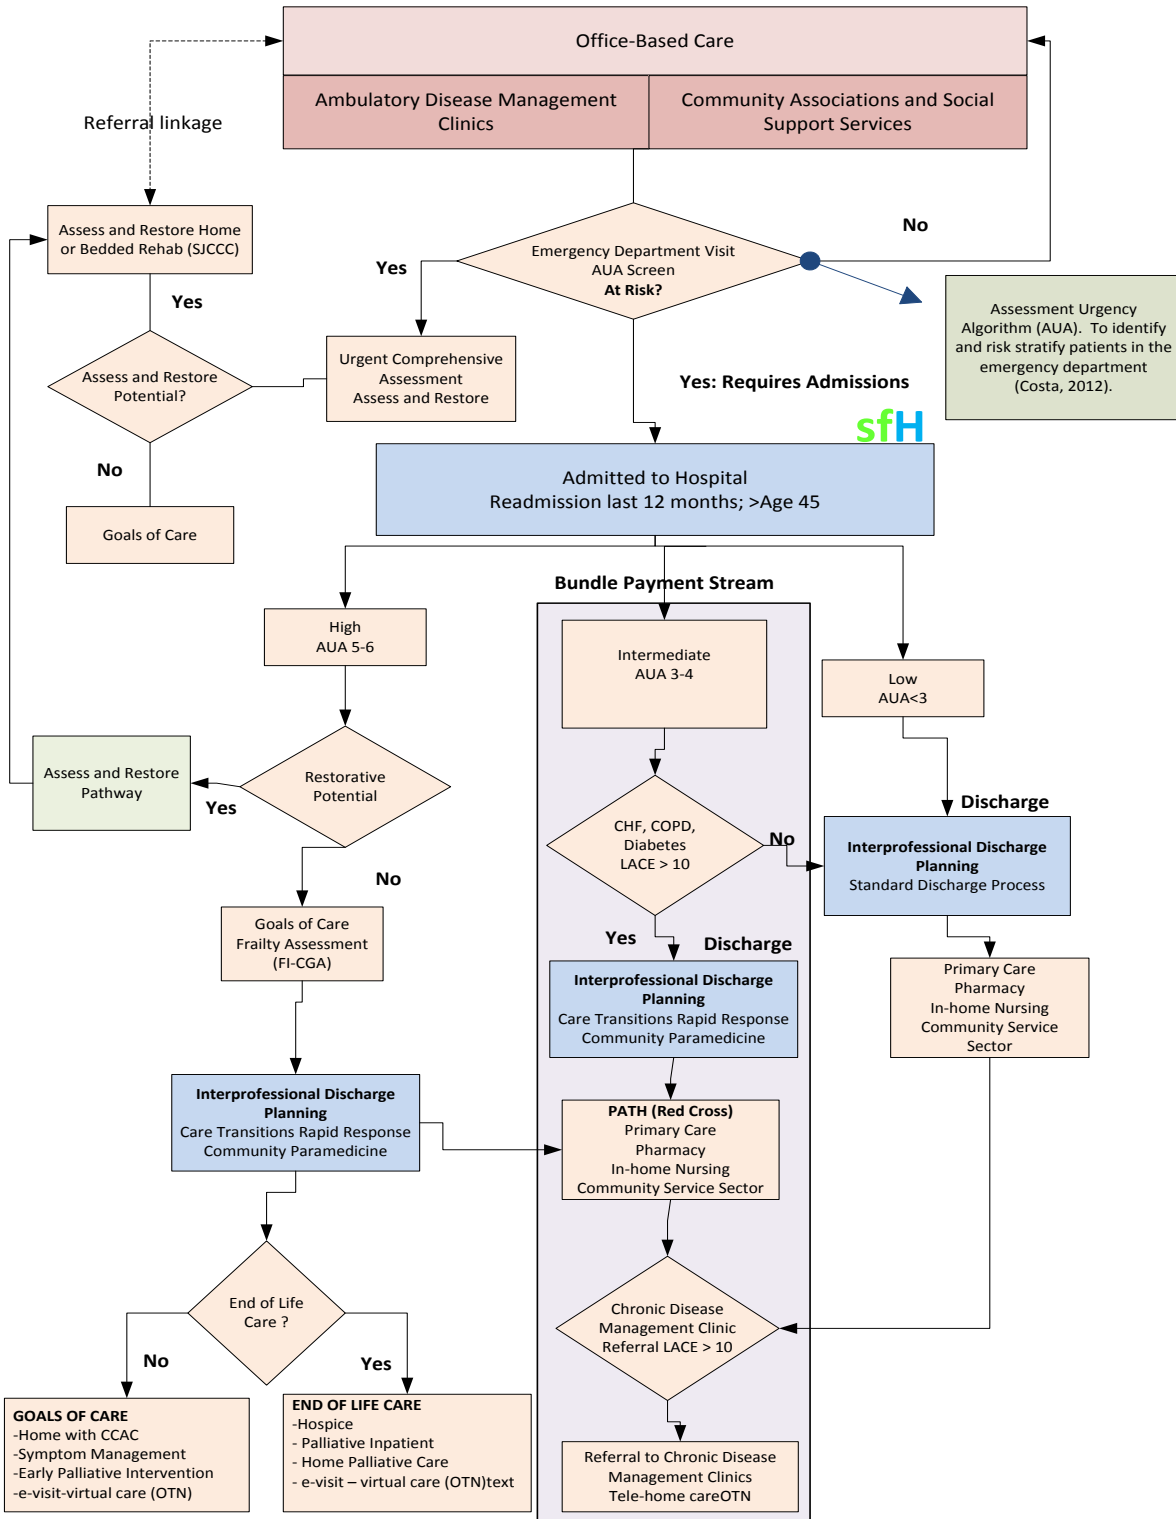 Office-Based Care
Ambulatory Disease Management
Clinics
Community Associations and Social
Support Services
Referral linkage
Assess and Restore Home
or Bedded Rehab (SJCCC)
Yes
Assess and Restore
Potential?
No
Goals of Care
Emergency Department Visit
AUA Screen
At Risk?
Yes
No
Urgent Comprehensive
Assessment
Assess and Restore
Assessment Urgency
Algorithm (AUA).  To identify
and risk stratify patients in the
emergency department
(Costa, 2012).
Yes: Requires Admissions
sfH
Admitted to Hospital
Readmission last 12 months; >Age 45
Bundle Payment Stream
High
AUA 5-6
Intermediate
AUA 3-4
Low
AUA<3
Assess and Restore
Pathway
Yes
Restorative
Potential
No
CHF, COPD,
Diabetes
LACE > 10
No
Discharge
Interprofessional Discharge
Planning
Standard Discharge Process
Goals of Care
Frailty Assessment
(FI-CGA)
Yes
Discharge
Interprofessional Discharge
Planning
Care Transitions Rapid Response
Community Paramedicine
Primary Care
Pharmacy
In-home Nursing
Community Service
Sector
Interprofessional Discharge
Planning
Care Transitions Rapid Response
Community Paramedicine
PATH (Red Cross)
Primary Care
Pharmacy
In-home Nursing
Community Service Sector
End of Life
Care ?
No
Yes
Chronic Disease
Management Clinic
Referral LACE > 10
GOALS OF CARE
-Home with CCAC
-Symptom Management
-Early Palliative Intervention
-e-visit-virtual care (OTN)
END OF LIFE CARE
-Hospice
- Palliative Inpatient
- Home Palliative Care
- e-visit – virtual care (OTN)text
Referral to Chronic Disease
Management Clinics
Tele-home careOTN